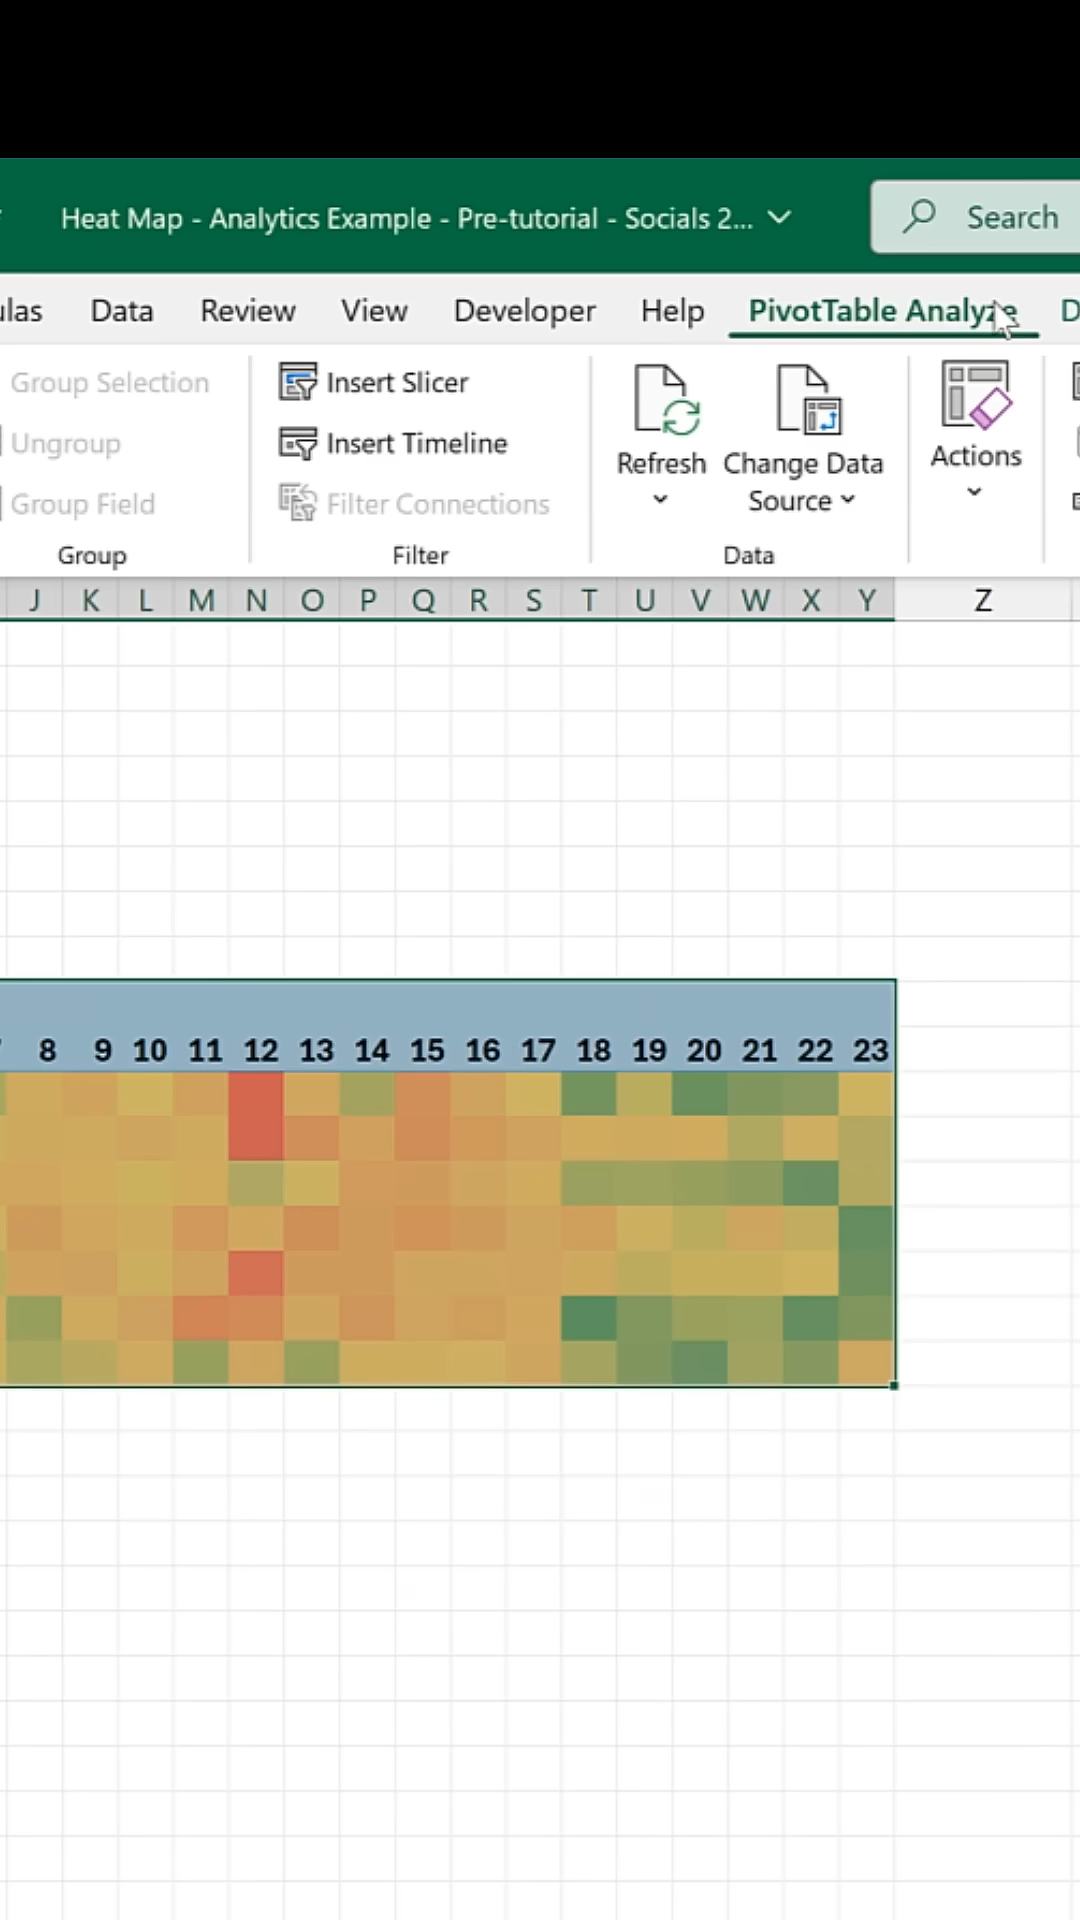 Heat Map - Analytics Example - Pre-tutorial - Socials 2...
Search
ulas Data Review View Developer Help PivotTable Analyze D
Group Selection
Ungroup
Group Field
Group
Insert Slicer
Insert Timeline
Filter Connections
Filter
Refresh
Change Data
Source
Data
Actions
J K L M N O P Q R S T U V W X Y Z
8 9 10 11 12 13 14 15 16 17 18 19 20 21 22 23